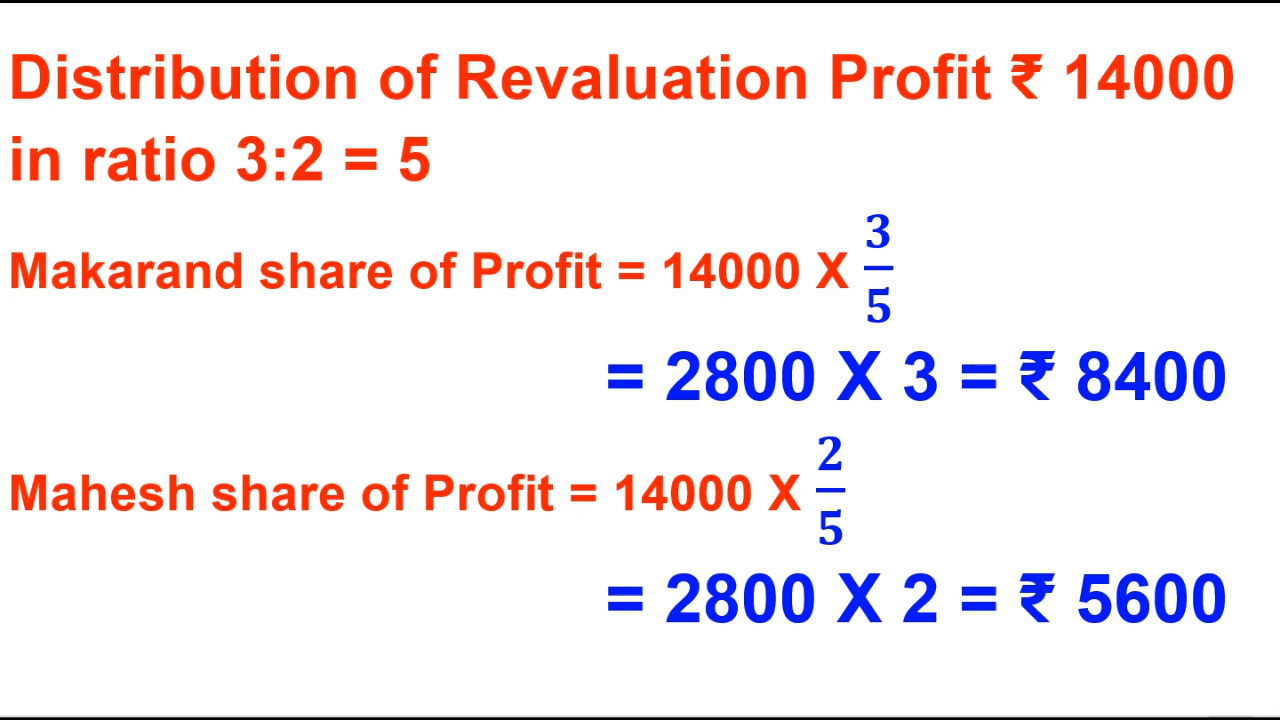 Distribution of Revaluation Profit ₹ 14000
in ratio 3:2 = 5
Makarand share of Profit = 14000 X 3/5
= 2800 X 3 = ₹ 8400
Mahesh share of Profit = 14000 X 2/5
= 2800 X 2 = ₹ 5600